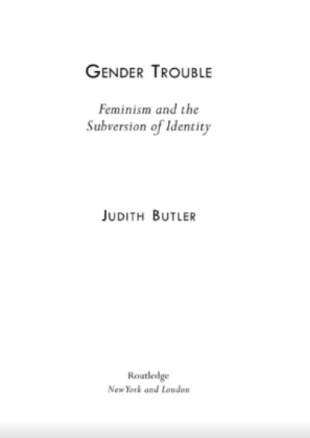 GENDER TROUBLE
Feminism and the
Subversion of Identity
JUDITH BUTLER
Routledge
New York and London